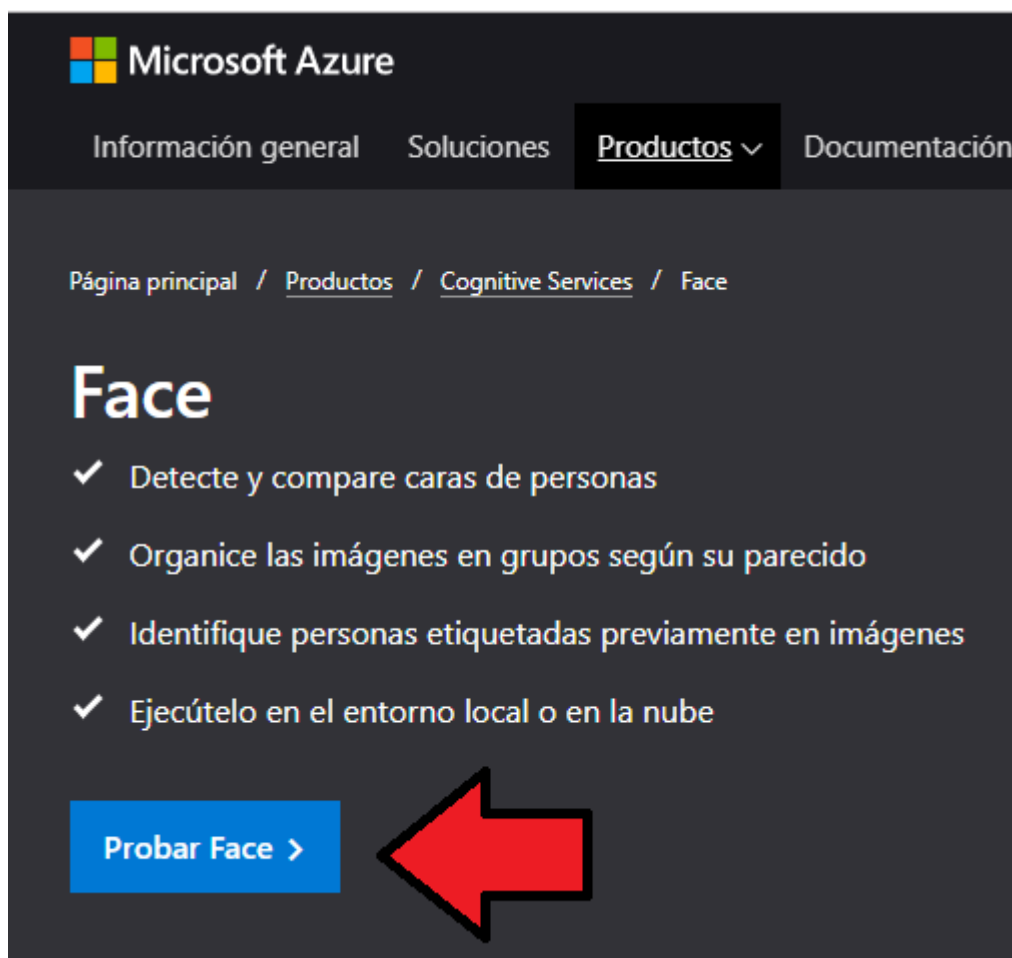 Microsoft Azure
Información general Soluciones Productos Documentación
Página principal / Productos / Cognitive Services / Face
Face
Detecte y compare caras de personas
Organice las imágenes en grupos según su parecido
Identifique personas etiquetadas previamente en imágenes
Ejecútelo en el entorno local o en la nube
Probar Face >